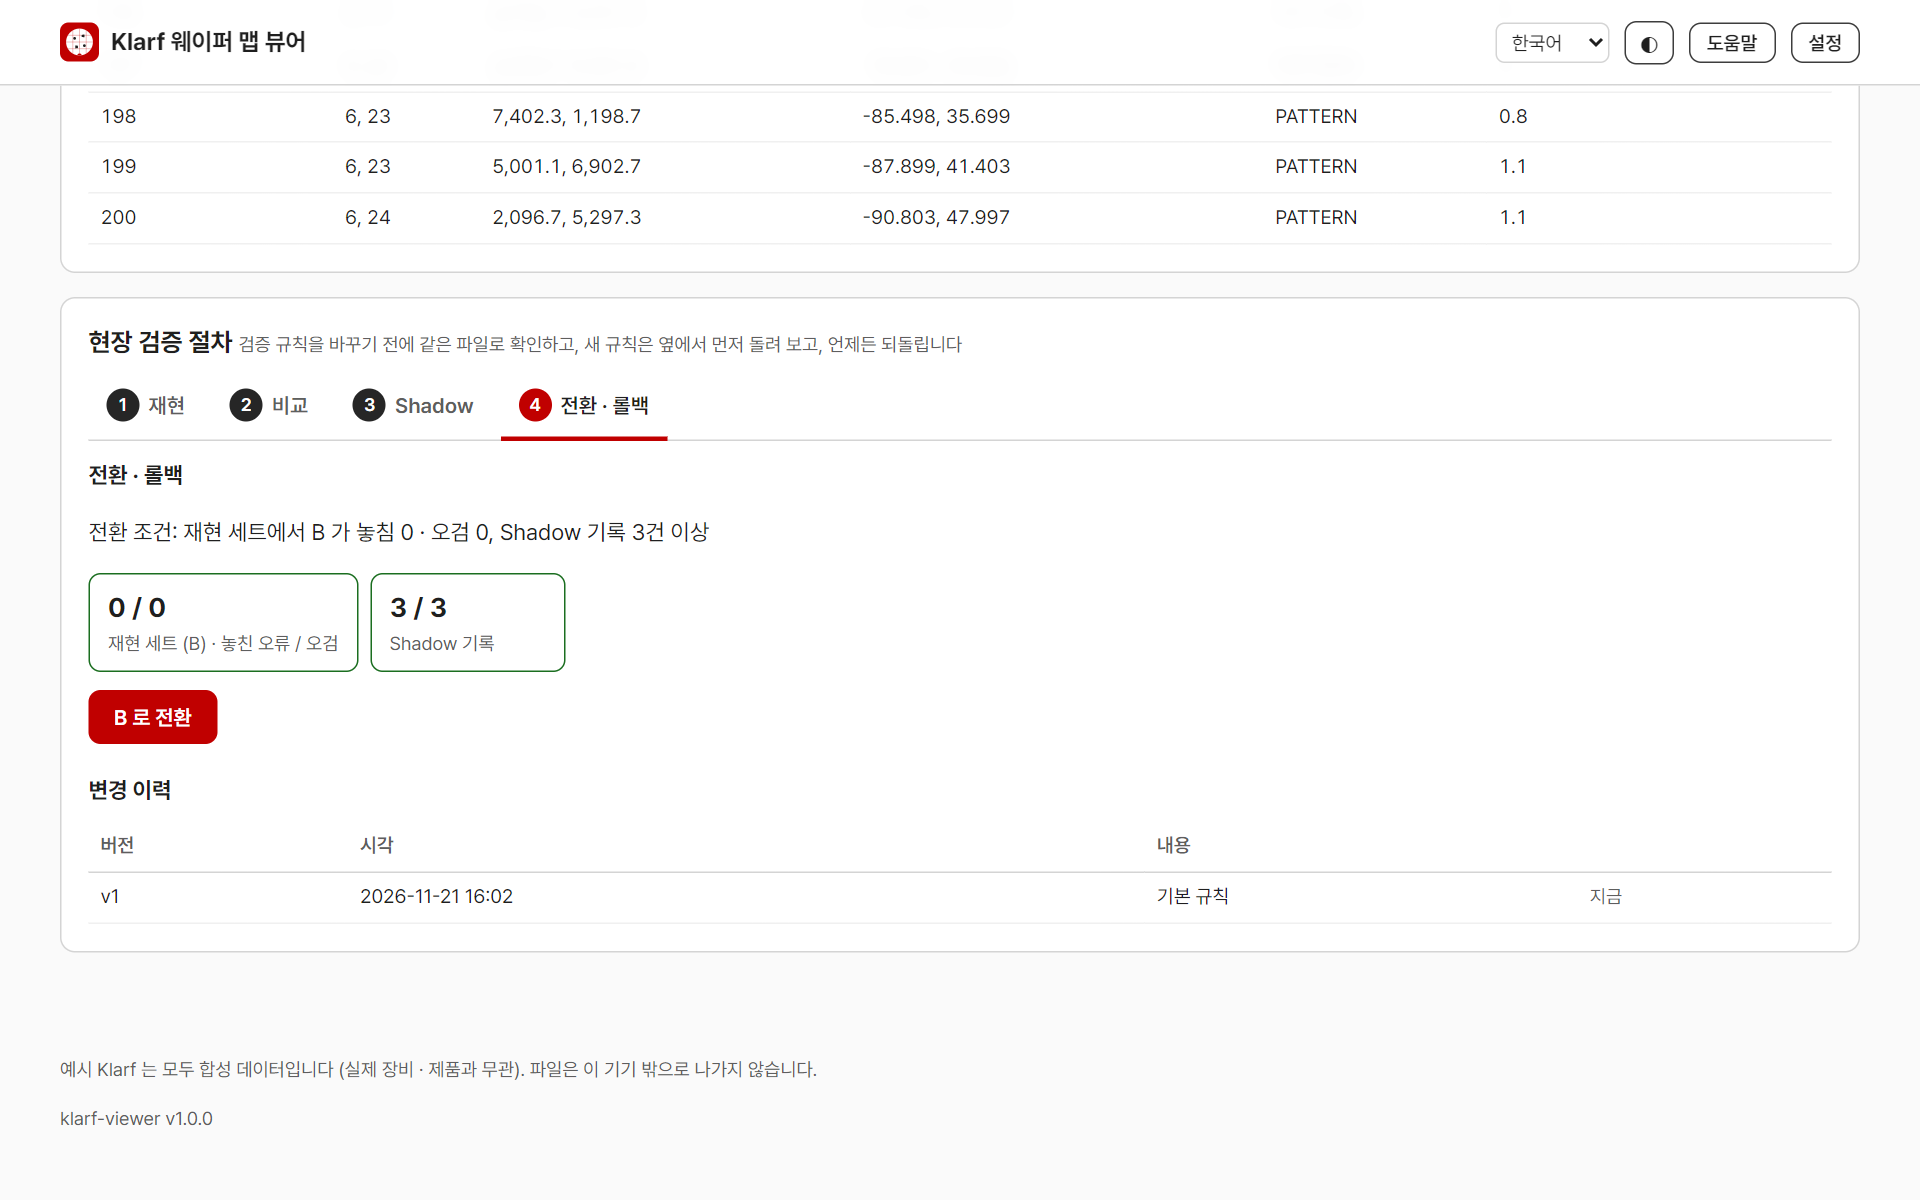 Klarf 웨이퍼 맵 뷰어
한국어
도움말
설정
198 6, 23 7,402.3, 1,198.7 -85.498, 35.699 PATTERN 0.8
199 6, 23 5,001.1, 6,902.7 -87.899, 41.403 PATTERN 1.1
200 6, 24 2,096.7, 5,297.3 -90.803, 47.997 PATTERN 1.1
현장 검증 절차 검증 규칙을 바꾸기 전에 같은 파일로 확인하고, 새 규칙은 옆에서 먼저 돌려 보고, 언제든 되돌립니다
1 재현 2 비교 3 Shadow 4 전환 · 롤백
전환 · 롤백
전환 조건: 재현 세트에서 B 가 놓침 0 · 오검 0, Shadow 기록 3건 이상
0 / 0
재현 세트 (B) · 놓친 오류 / 오검
3 / 3
Shadow 기록
B 로 전환
변경 이력
버전 시각 내용
v1 2026-11-21 16:02 기본 규칙 지금
예시 Klarf 는 모두 합성 데이터입니다 (실제 장비 · 제품과 무관). 파일은 이 기기 밖으로 나가지 않습니다.
klarf-viewer v1.0.0